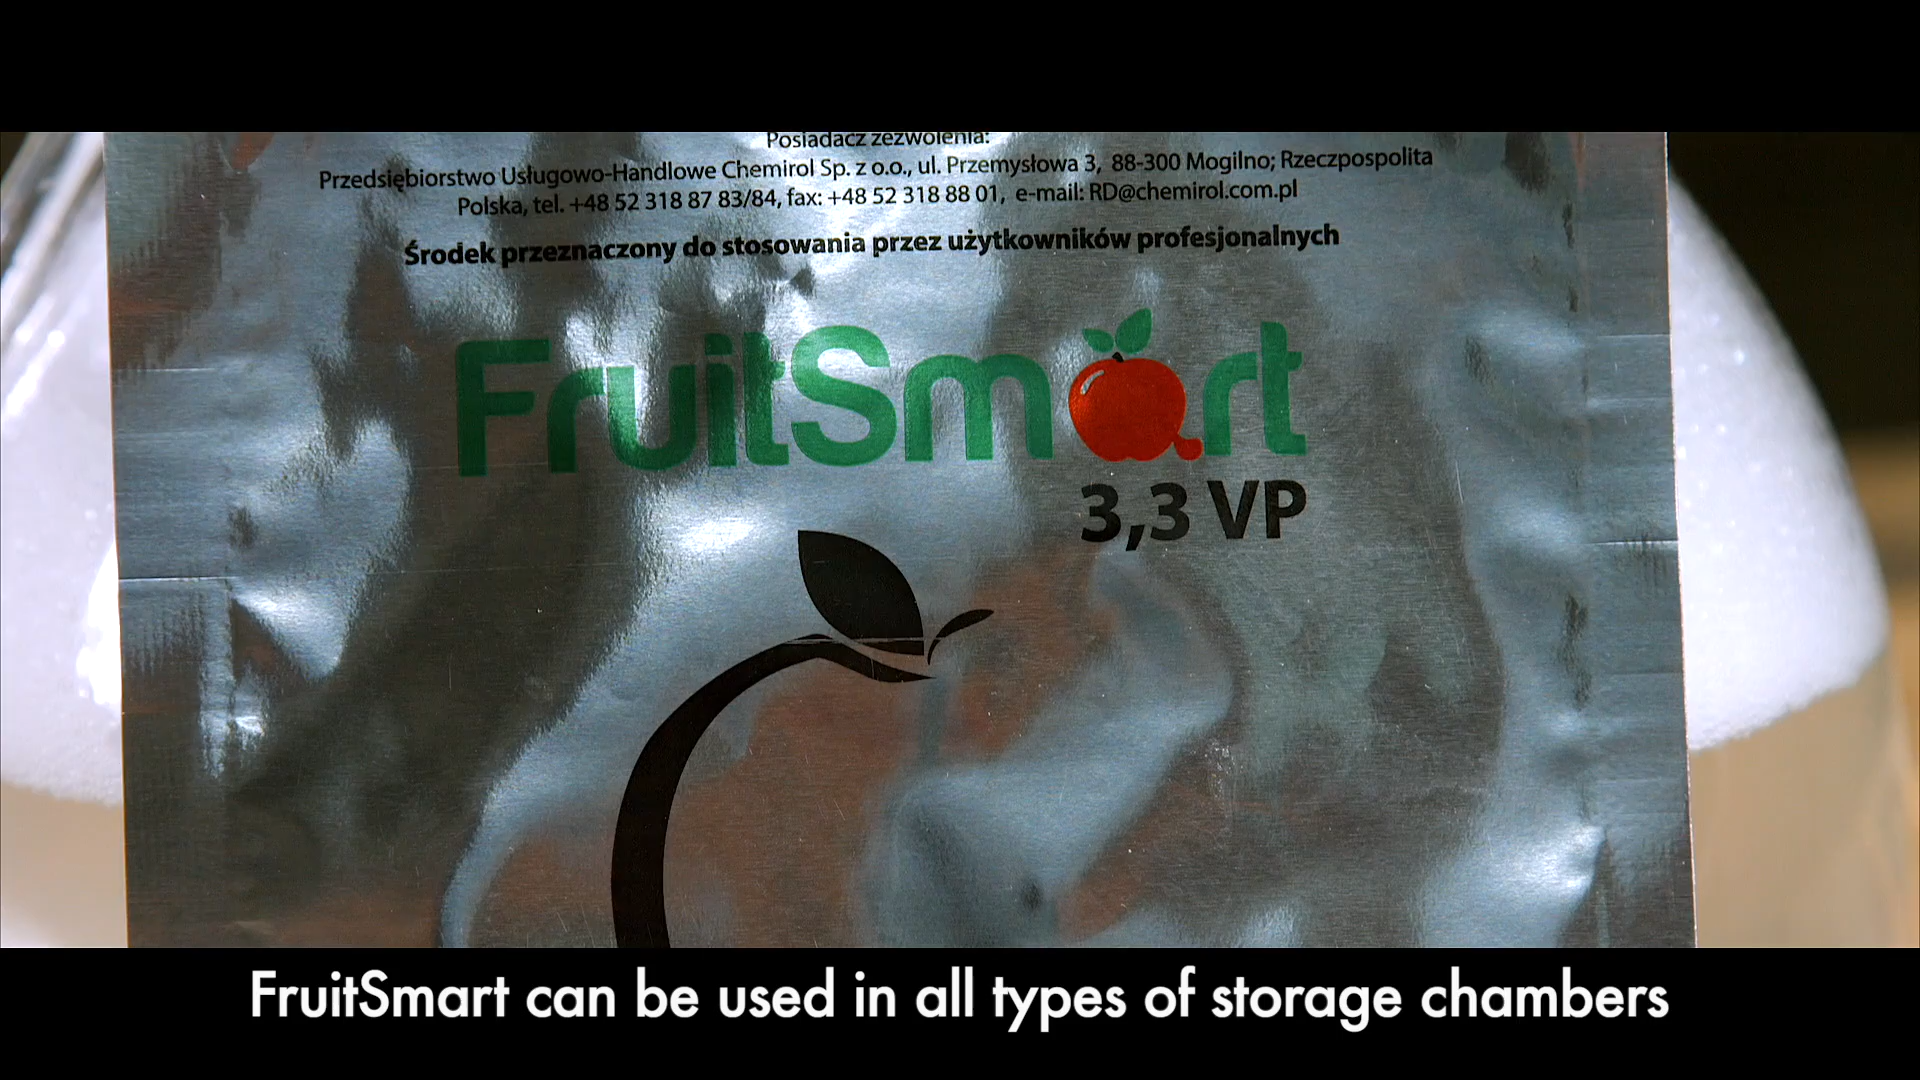 Posiadacz zezwolenia:
Przedsiębiorstwo Usługowo-Handlowe Chemirol Sp. z o.o., ul. Przemysłowa 3, 88-300 Mogilno; Rzeczpospolita
Polska, tel. +48 52 318 87 83/84, fax: +48 52 318 88 01, e-mail: RD@chemirol.com.pl
Środek przeznaczony do stosowania przez użytkowników profesjonalnych
FruitSmart
3,3 VP
FruitSmart can be used in all types of storage chambers